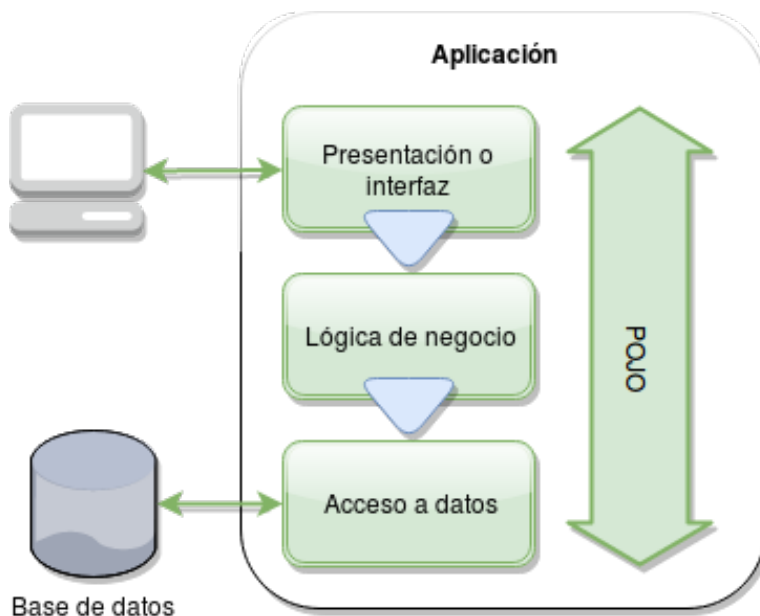 Aplicación
Presentación o
interfaz
Lógica de negocio
POJO
Acceso a datos
Base de datos